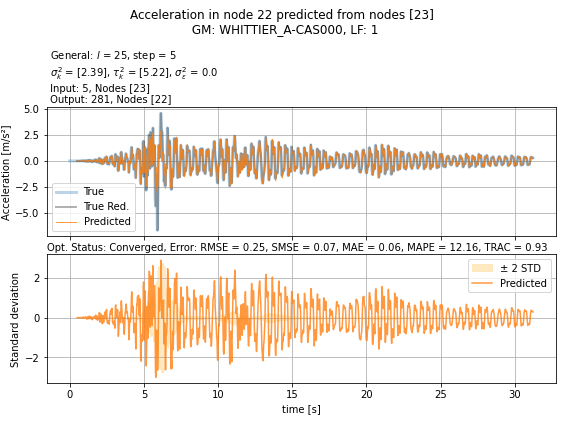 Acceleration in node 22 predicted from nodes [23]
GM: WHITTIER_A-CAS000, LF: 1
General: l = 25, step = 5
σ²ₖ = [2.39], τ²ₖ = [5.22], σ²ε = 0.0
Input: 5, Nodes [23]
Output: 281, Nodes [22]
Acceleration [m/s²]
5.0
2.5
0.0
−2.5
−5.0
True
True Red.
Predicted
Opt. Status: Converged, Error: RMSE = 0.25, SMSE = 0.07, MAE = 0.06, MAPE = 12.16, TRAC = 0.93
Standard deviation
2
0
−2
± 2 STD
Predicted
0 5 10 15 20 25 30
time [s]